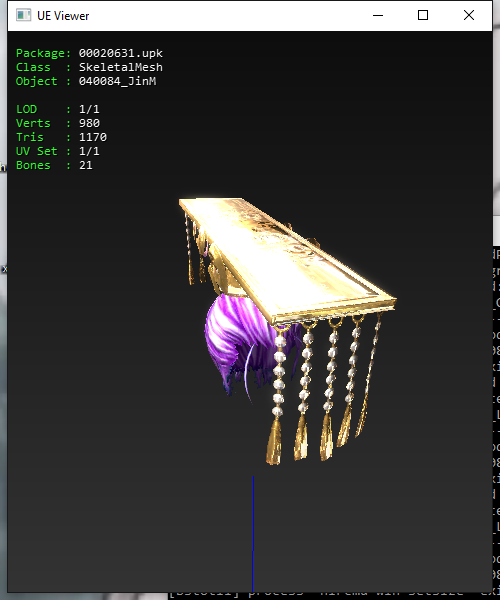 UE Viewer
Package: 00020631.upk
Class : SkeletalMesh
Object : 040084_JinM
LOD : 1/1
Verts : 980
Tris : 1170
UV Set : 1/1
Bones : 21